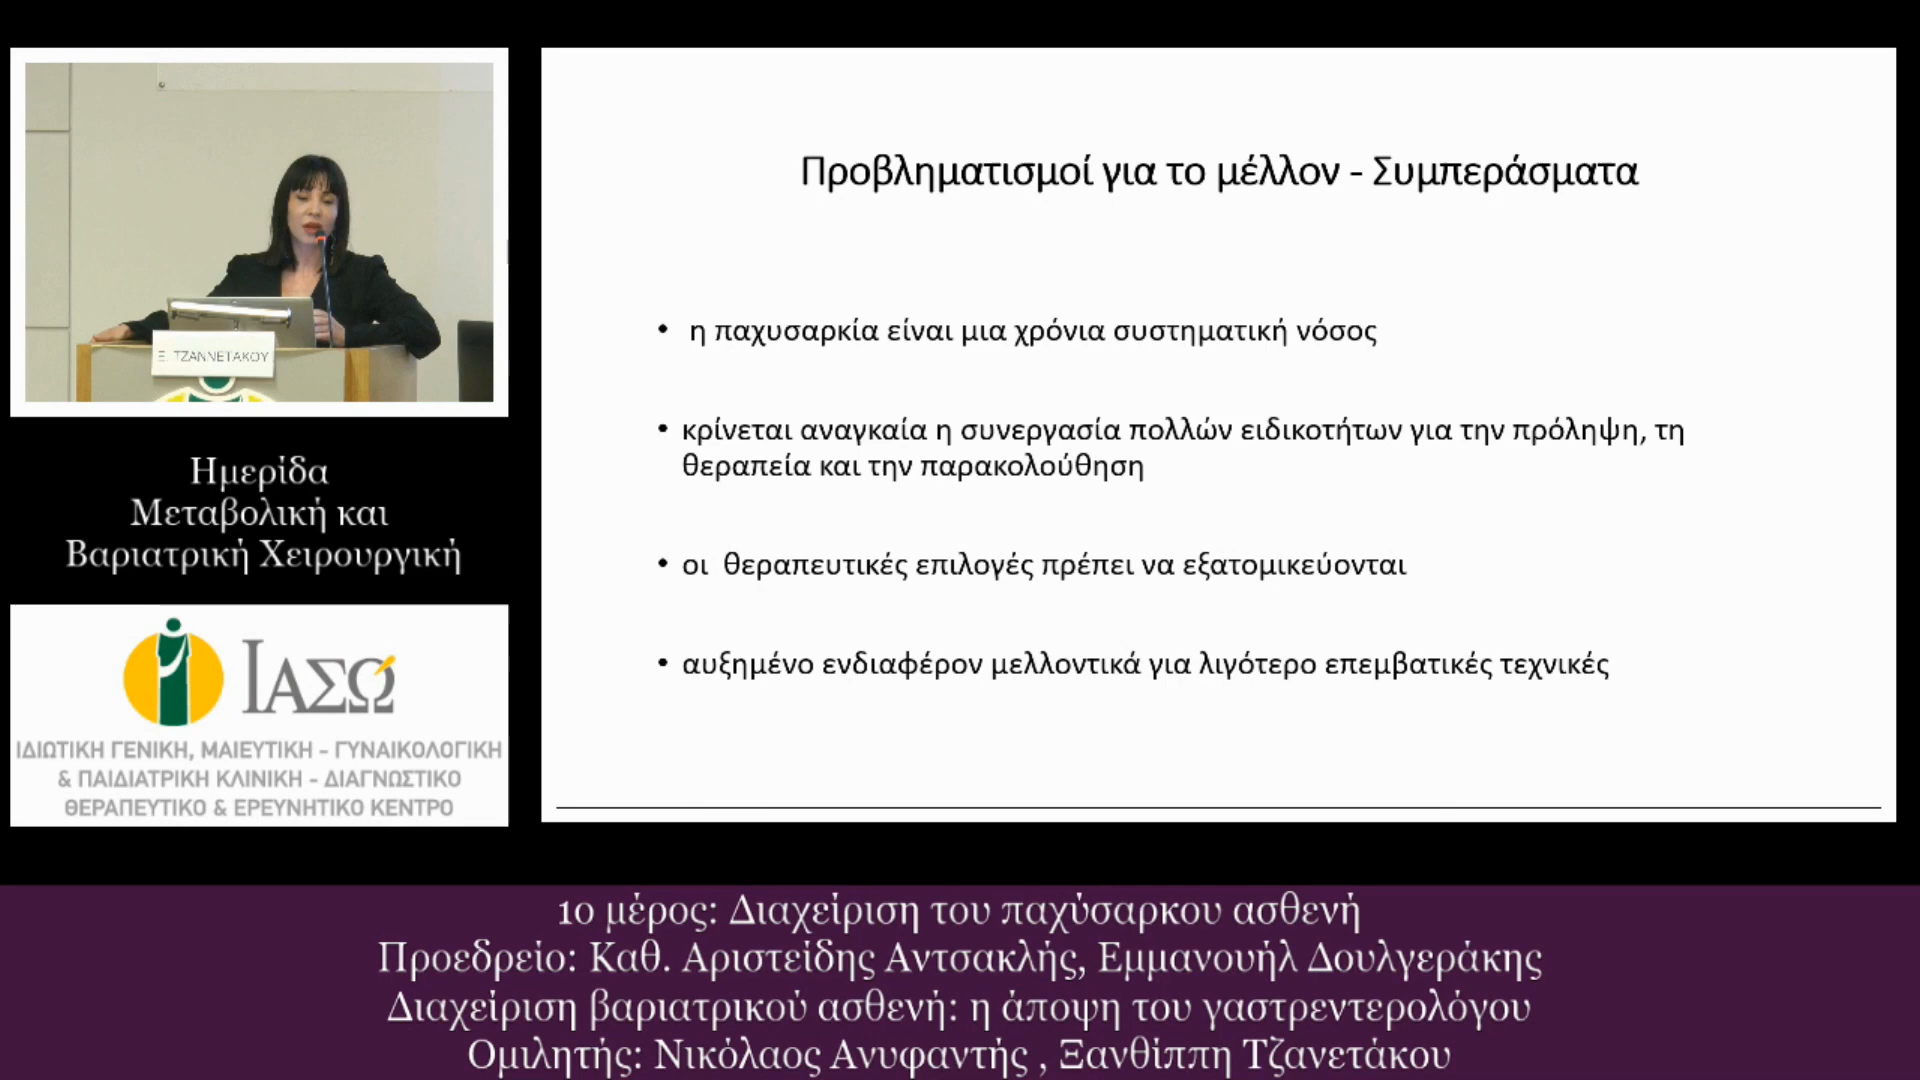 Ξ. ΤΖΑΝΝΕΤΑΚΟΥ
Ημερίδα
Μεταβολική και
Βαριατρική Χειρουργική
ΙΑΣΩ
ΙΔΙΩΤΙΚΗ ΓΕΝΙΚΗ, ΜΑΙΕΥΤΙΚΗ - ΓΥΝΑΙΚΟΛΟΓΙΚΗ
& ΠΑΙΔΙΑΤΡΙΚΗ ΚΛΙΝΙΚΗ - ΔΙΑΓΝΩΣΤΙΚΟ
ΘΕΡΑΠΕΥΤΙΚΟ & ΕΡΕΥΝΗΤΙΚΟ ΚΕΝΤΡΟ
Προβληματισμοί για το μέλλον - Συμπεράσματα
• η παχυσαρκία είναι μια χρόνια συστηματική νόσος
• κρίνεται αναγκαία η συνεργασία πολλών ειδικοτήτων για την πρόληψη, τη
θεραπεία και την παρακολούθηση
• οι θεραπευτικές επιλογές πρέπει να εξατομικεύονται
• αυξημένο ενδιαφέρον μελλοντικά για λιγότερο επεμβατικές τεχνικές
1ο μέρος: Διαχείριση του παχύσαρκου ασθενή
Προεδρείο: Καθ. Αριστείδης Αντσακλής, Εμμανουήλ Δουλγεράκης
Διαχείριση βαριατρικού ασθενή: η άποψη του γαστρεντερολόγου
Ομιλητής: Νικόλαος Ανυφαντής , Ξανθίππη Τζανετάκου